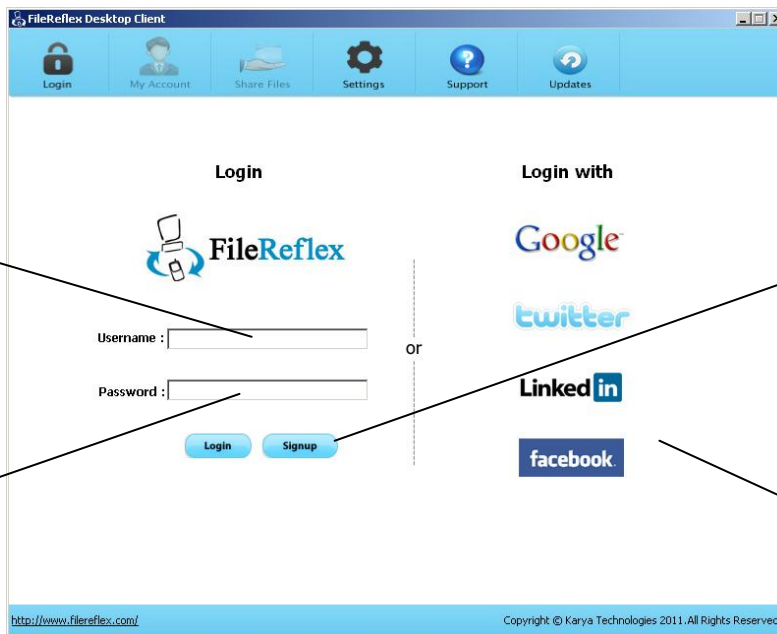 FileReflex Desktop Client
Login My Account Share Files Settings Support Updates
Login
FileReflex
Username :
Password :
Login Signup
or
Login with
Google
twitter
Linked in
facebook.
http://www.filereflex.com/ Copyright © Karya Technologies 2011.All Rights Reserved